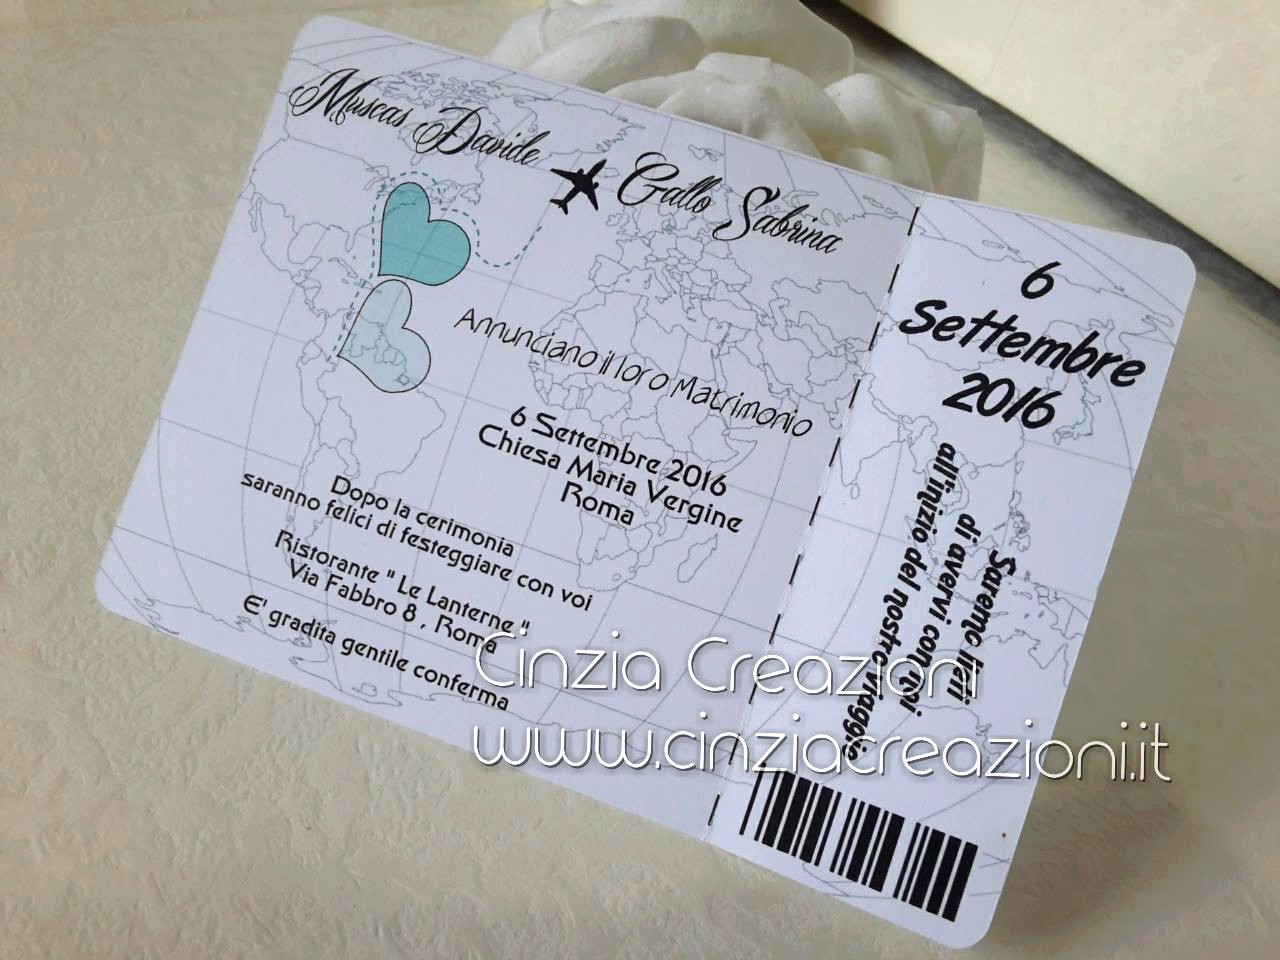 Muscas Davide Gallo Sabrina
Annunciano il loro Matrimonio
6 Settembre 2016
Chiesa Maria Vergine
Roma
Dopo la cerimonia
saranno felici di festeggiare con voi
Ristorante " Le Lanterne "
Via Fabbro 8 , Roma
E' gradita gentile conferma
6
Settembre
2016
Saremo lieti
di avervi con noi
all'inizio del nostro viaggio
Cinzia Creazioni
www.cinziacreazioni.it